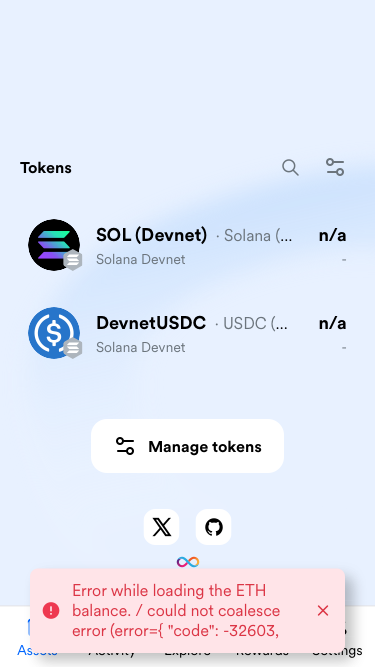 Tokens
SOL (Devnet) · Solana (... n/a
Solana Devnet -
DevnetUSDC · USDC (... n/a
Solana Devnet -
Manage tokens
Error while loading the ETH
balance. / could not coalesce
error (error={ "code": -32603,
Assets Activity Explore Rewards Settings